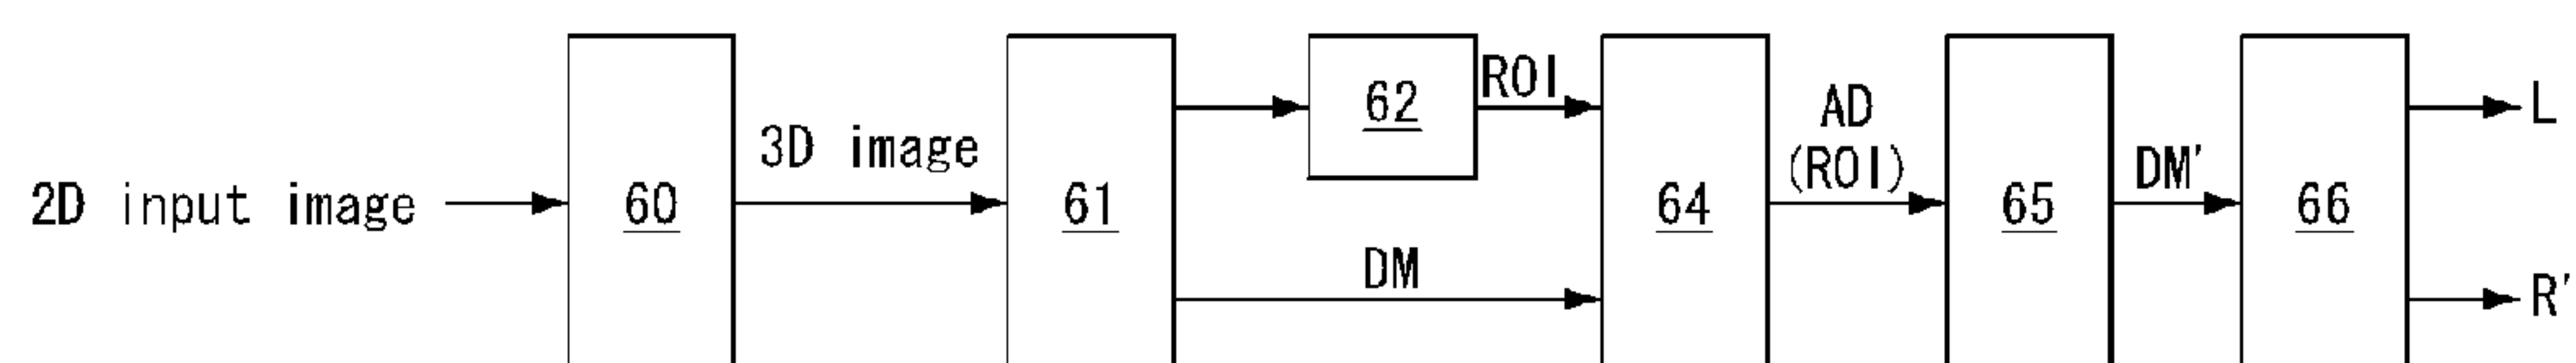 2D input image
60
3D image
61
62
ROI
DM
64
AD
(ROI)
65
DM'
66
L
R'